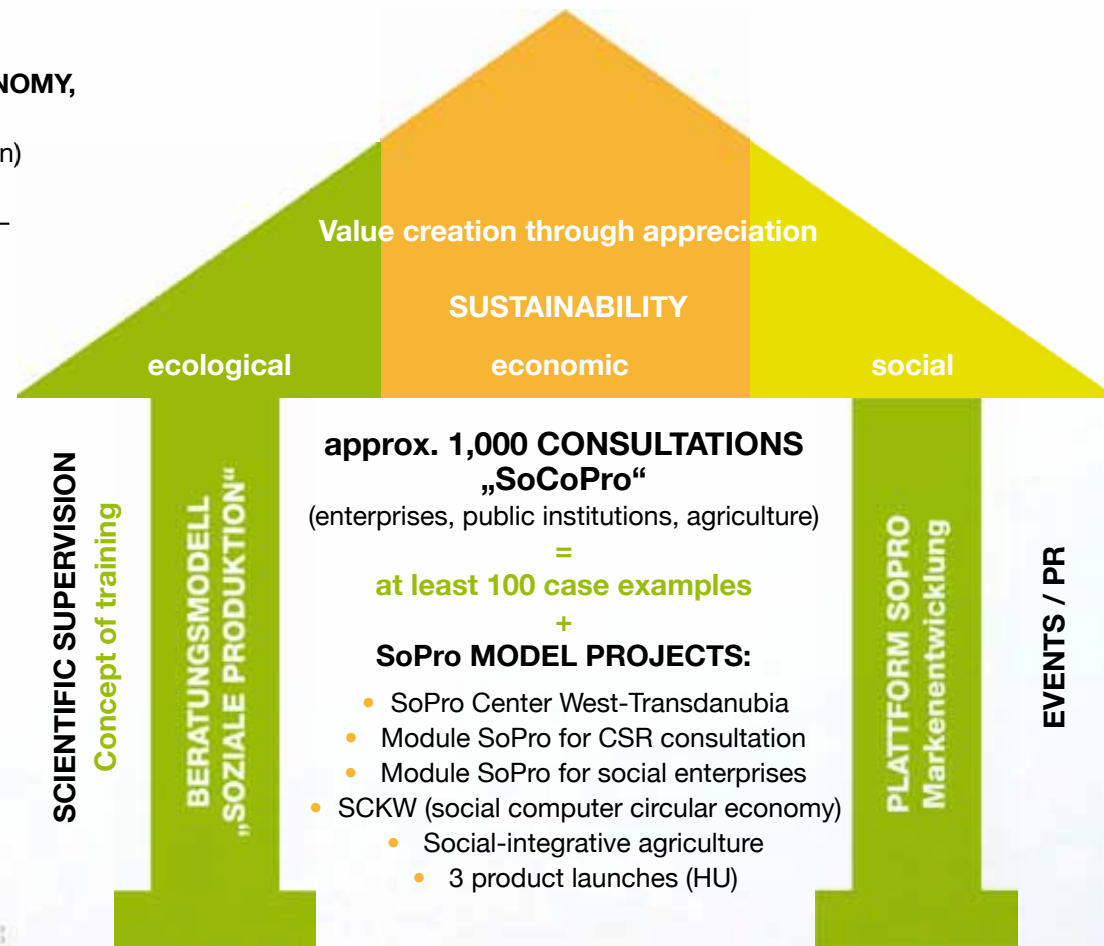 NOMY,
n)
–
Value creation through appreciation
SUSTAINABILITY
ecological
economic
social
SCIENTIFIC SUPERVISION
Concept of training
BERATUNGSMODELL
„SOZIALE PRODUKTION“
approx. 1,000 CONSULTATIONS
„SoCoPro“
(enterprises, public institutions, agriculture)
=
at least 100 case examples
+
SoPro MODEL PROJECTS:
• SoPro Center West-Transdanubia
• Module SoPro for CSR consultation
• Module SoPro for social enterprises
• SCKW (social computer circular economy)
• Social-integrative agriculture
• 3 product launches (HU)
PLATTFORM SOPRO
Markenentwicklung
EVENTS / PR